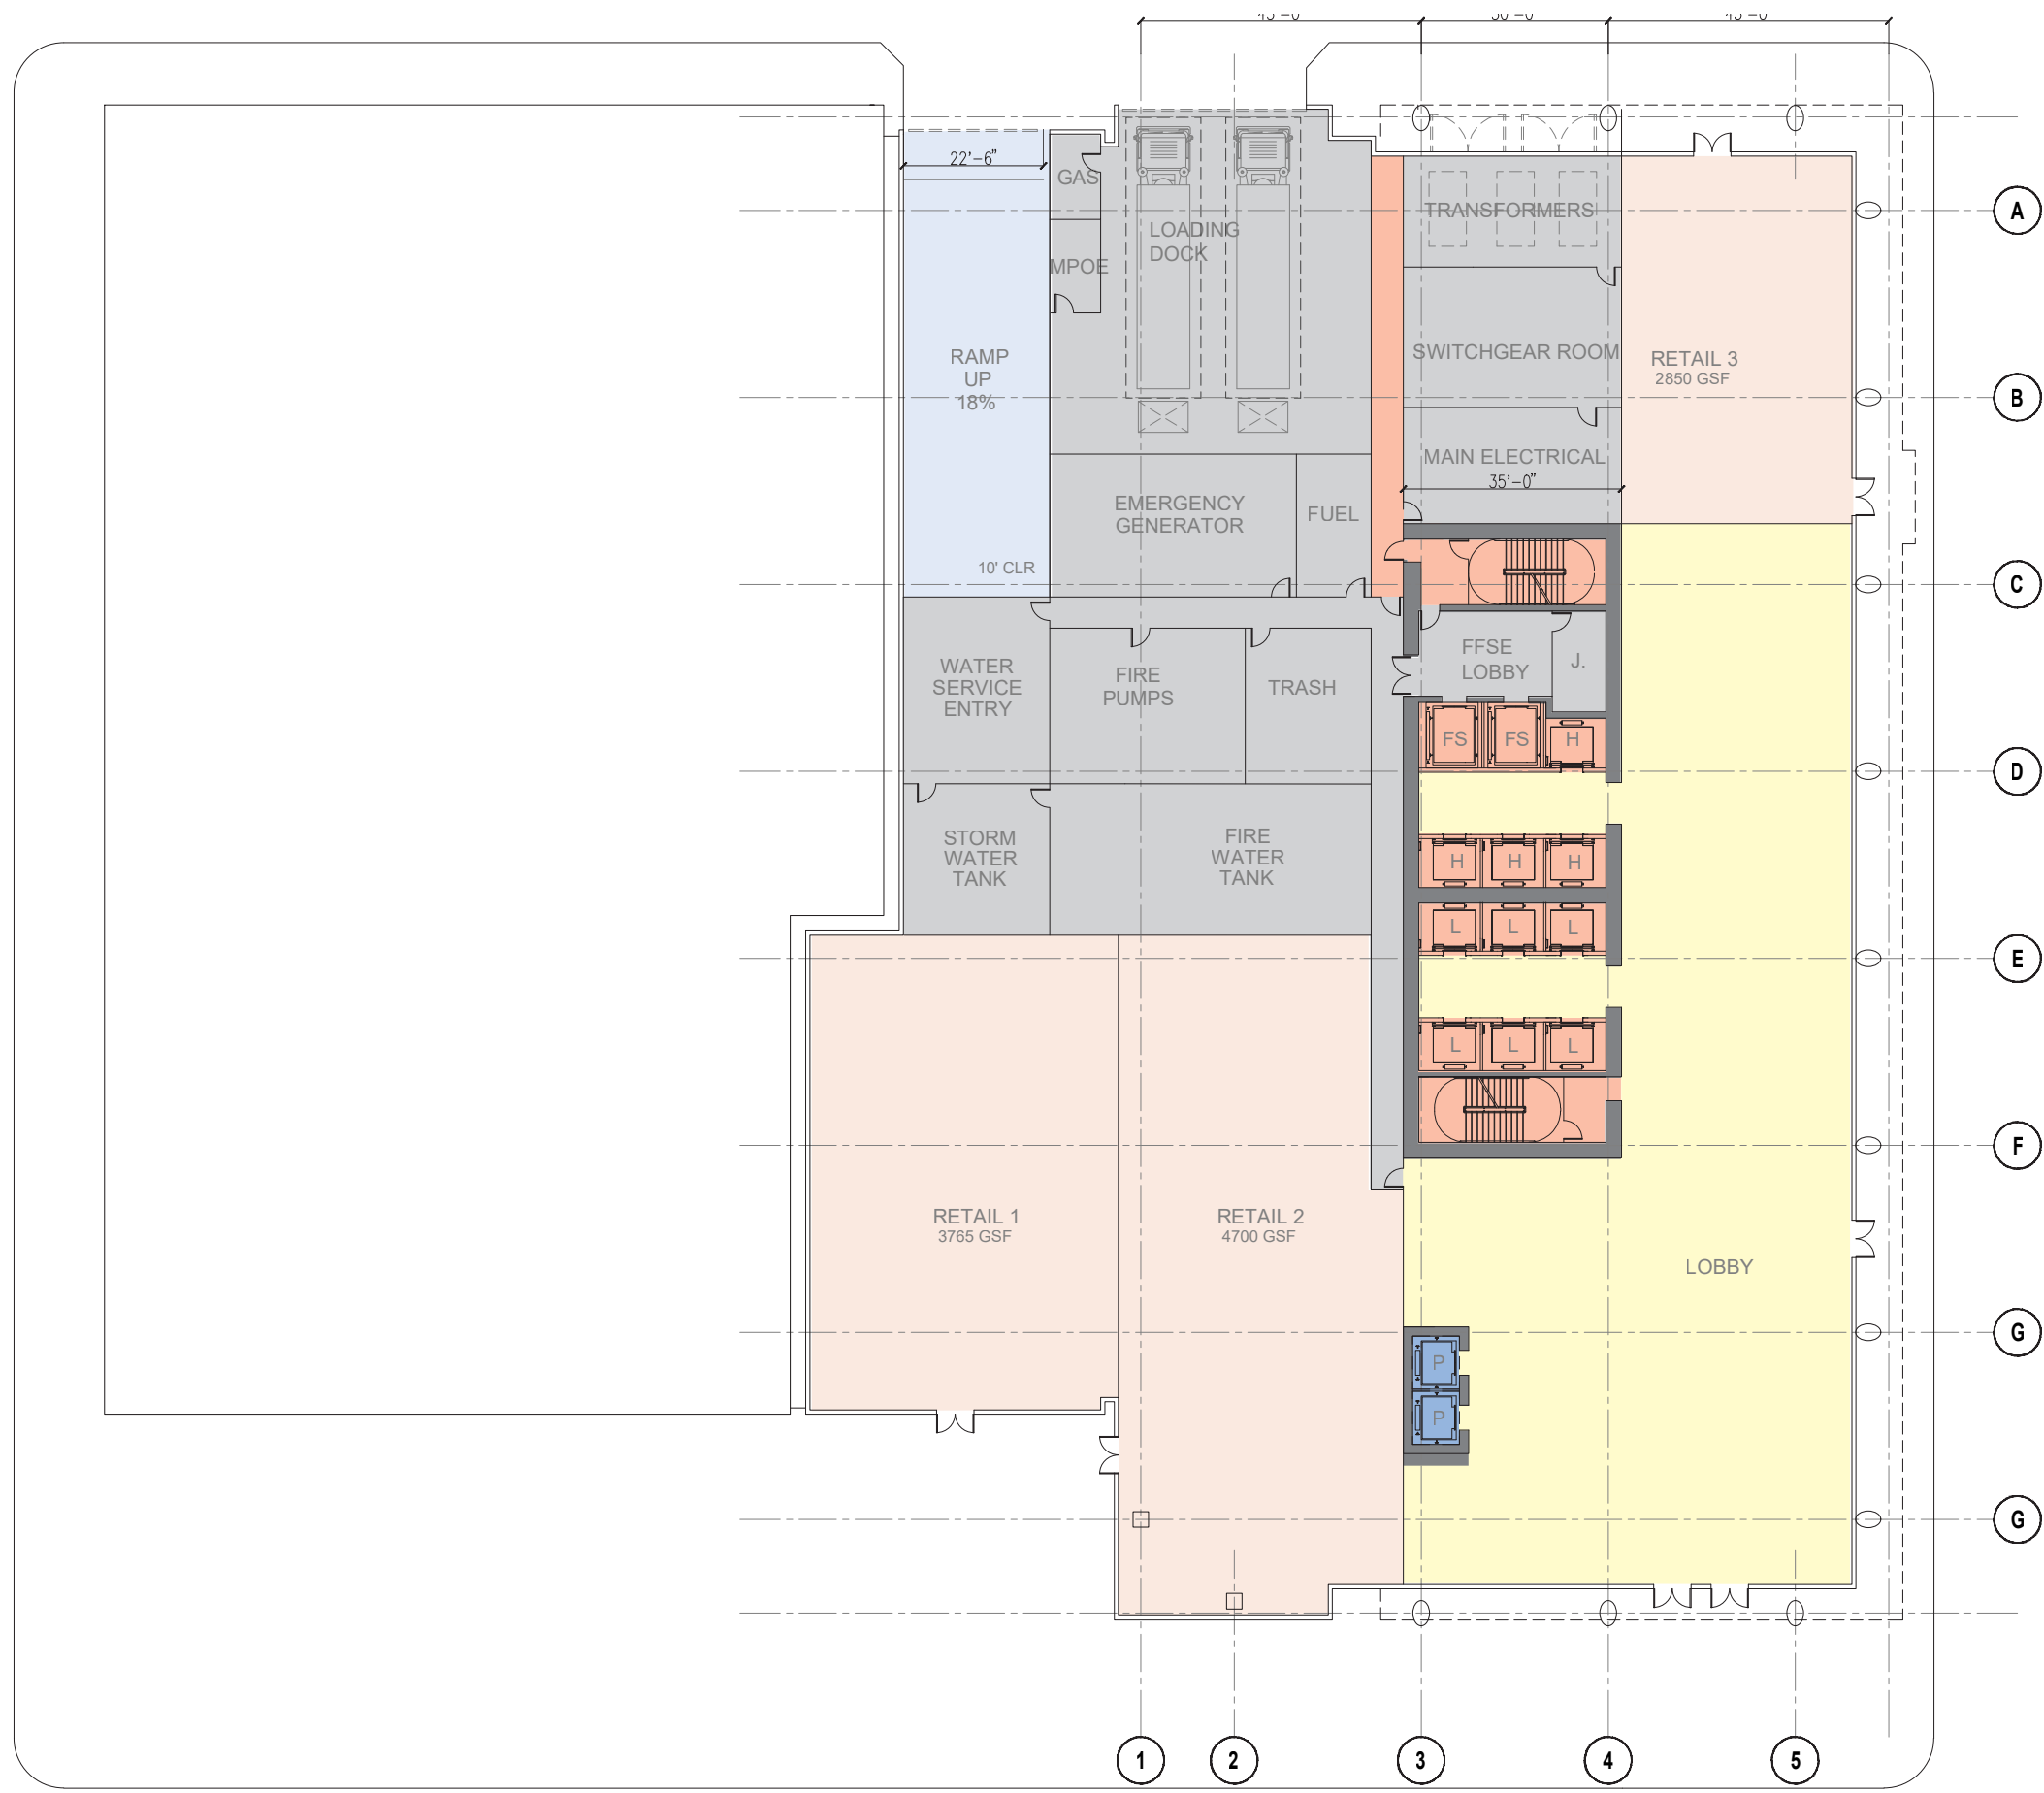 22'-6"
A
GAS
TRANSFORMERS
LOADING
DOCK
MPOE
RAMP
UP
18%
SWITCHGEAR ROOM
RETAIL 3
2850 GSF
B
MAIN ELECTRICAL
35'-0"
EMERGENCY
GENERATOR
FUEL
10' CLR
C
WATER
SERVICE
ENTRY
FIRE
PUMPS
TRASH
FFSE
LOBBY
J.
FS
FS
H
D
STORM
WATER
TANK
FIRE
WATER
TANK
H
H
H
L
L
L
E
L
L
L
F
RETAIL 1
3765 GSF
RETAIL 2
4700 GSF
LOBBY
G
P
P
G
1
2
3
4
5